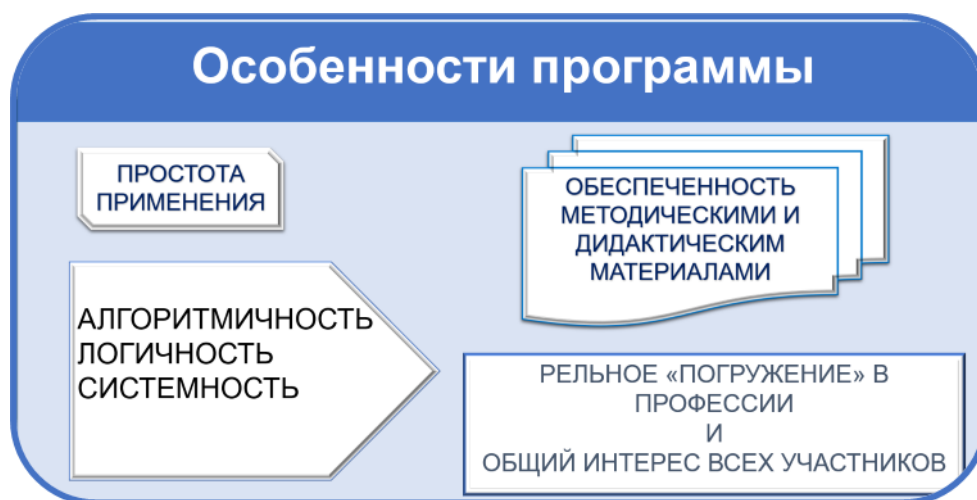 Особенности программы
ПРОСТОТА
ПРИМЕНЕНИЯ
ОБЕСПЕЧЕННОСТЬ
МЕТОДИЧЕСКИМИ И
ДИДАКТИЧЕСКИМ
МАТЕРИАЛАМИ
АЛГОРИТМИЧНОСТЬ
ЛОГИЧНОСТЬ
СИСТЕМНОСТЬ
РЕЛЬНОЕ «ПОГРУЖЕНИЕ» В
ПРОФЕССИИ
И
ОБЩИЙ ИНТЕРЕС ВСЕХ УЧАСТНИКОВ